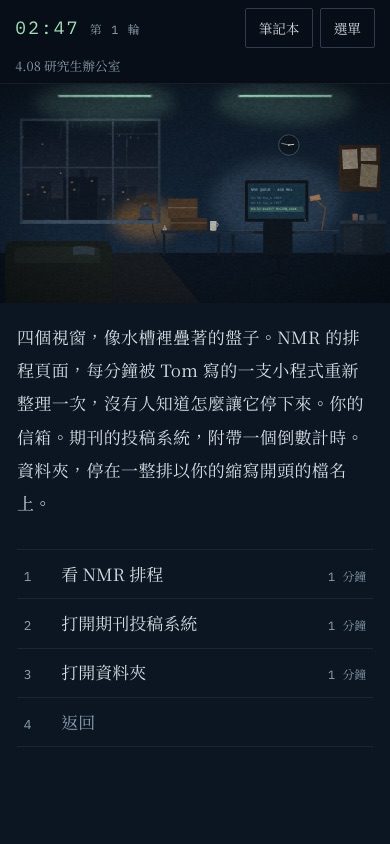 02:47 第 1 輪
筆記本
選單
4.08 研究生辦公室
四個視窗，像水槽裡疊著的盤子。NMR 的排
程頁面，每分鐘被 Tom 寫的一支小程式重新
整理一次，沒有人知道怎麼讓它停下來。你的
信箱。期刊的投稿系統，附帶一個倒數計時。
資料夾，停在一整排以你的縮寫開頭的檔名
上。
1 看 NMR 排程 1 分鐘
2 打開期刊投稿系統 1 分鐘
3 打開資料夾 1 分鐘
4 返回